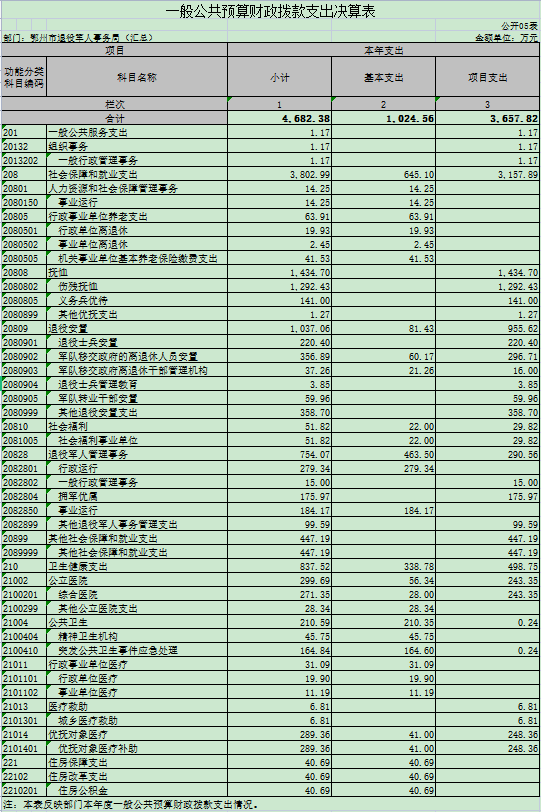 一般公共预算财政拨款支出决算表
公开05表
部门：鄂州市退役军人事务局（汇总） 金额单位：万元
项目 本年支出
功能分类科目编码 科目名称 小计 基本支出 项目支出
栏次 1 2 3
合计 4,682.38 1,024.56 3,657.82
201 一般公共服务支出 1.17 1.17
20132 组织事务 1.17 1.17
2013202 一般行政管理事务 1.17 1.17
208 社会保障和就业支出 3,802.99 645.10 3,157.89
20801 人力资源和社会保障管理事务 14.25 14.25
2080150 事业运行 14.25 14.25
20805 行政事业单位养老支出 63.91 63.91
2080501 行政单位离退休 19.93 19.93
2080502 事业单位离退休 2.45 2.45
2080505 机关事业单位基本养老保险缴费支出 41.53 41.53
20808 抚恤 1,434.70 1,434.70
2080802 伤残抚恤 1,292.43 1,292.43
2080805 义务兵优待 141.00 141.00
2080899 其他优抚支出 1.27 1.27
20809 退役安置 1,037.06 81.43 955.62
2080901 退役士兵安置 220.40 220.40
2080902 军队移交政府的离退休人员安置 356.89 60.17 296.71
2080903 军队移交政府离退休干部管理机构 37.26 21.26 16.00
2080904 退役士兵管理教育 3.85 3.85
2080905 军队转业干部安置 59.96 59.96
2080999 其他退役安置支出 358.70 358.70
20810 社会福利 51.82 22.00 29.82
2081005 社会福利事业单位 51.82 22.00 29.82
20828 退役军人管理事务 754.07 463.50 290.56
2082801 行政运行 279.34 279.34
2082802 一般行政管理事务 15.00 15.00
2082804 拥军优属 175.97 175.97
2082850 事业运行 184.17 184.17
2082899 其他退役军人事务管理支出 99.59 99.59
20899 其他社会保障和就业支出 447.19 447.19
2089999 其他社会保障和就业支出 447.19 447.19
210 卫生健康支出 837.52 338.78 498.75
21002 公立医院 299.69 56.34 243.35
2100201 综合医院 271.35 28.00 243.35
2100299 其他公立医院支出 28.34 28.34
21004 公共卫生 210.59 210.35 0.24
2100404 精神卫生机构 45.75 45.75
2100410 突发公共卫生事件应急处理 164.84 164.60 0.24
21011 行政事业单位医疗 31.09 31.09
2101101 行政单位医疗 19.90 19.90
2101102 事业单位医疗 11.19 11.19
21013 医疗救助 6.81 6.81
2101301 城乡医疗救助 6.81 6.81
21014 优抚对象医疗 289.36 41.00 248.36
2101401 优抚对象医疗补助 289.36 41.00 248.36
221 住房保障支出 40.69 40.69
22102 住房改革支出 40.69 40.69
2210201 住房公积金 40.69 40.69
注：本表反映部门本年度一般公共预算财政拨款支出情况。